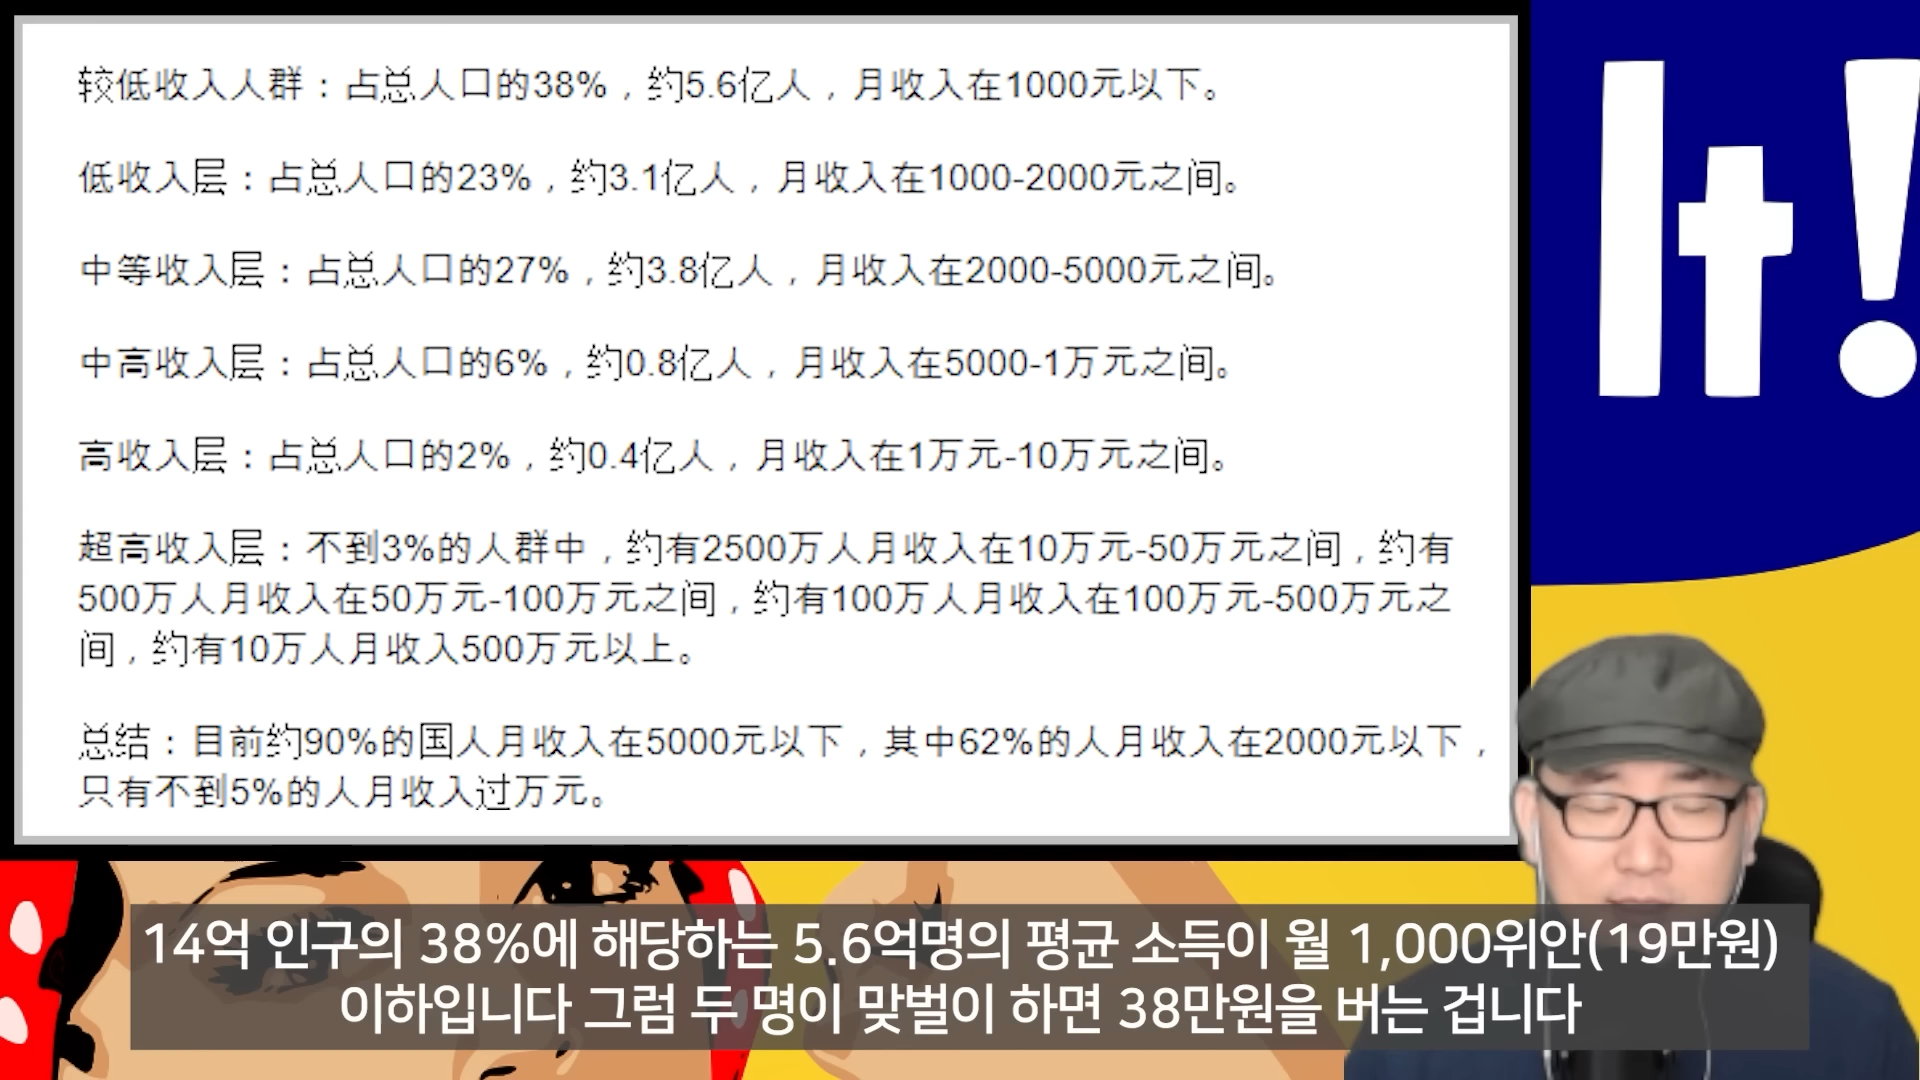 较低收入人群：占总人口的38%，约5.6亿人，月收入在1000元以下。
低收入层：占总人口的23%，约3.1亿人，月收入在1000-2000元之间。
中等收入层：占总人口的27%，约3.8亿人，月收入在2000-5000元之间。
中高收入层：占总人口的6%，约0.8亿人，月收入在5000-1万元之间。
高收入层：占总人口的2%，约0.4亿人，月收入在1万元-10万元之间。
超高收入层：不到3%的人群中，约有2500万人月收入在10万元-50万元之间，约有
500万人月收入在50万元-100万元之间，约有100万人月收入在100万元-500万元之
间，约有10万人月收入500万元以上。
总结：目前约90%的国人月收入在5000元以下，其中62%的人月收入在2000元以下，
只有不到5%的人月收入过万元。
It!
14억 인구의 38%에 해당하는 5.6억명의 평균 소득이 월 1,000위안(19만원)
이하입니다 그럼 두 명이 맞벌이 하면 38만원을 버는 겁니다